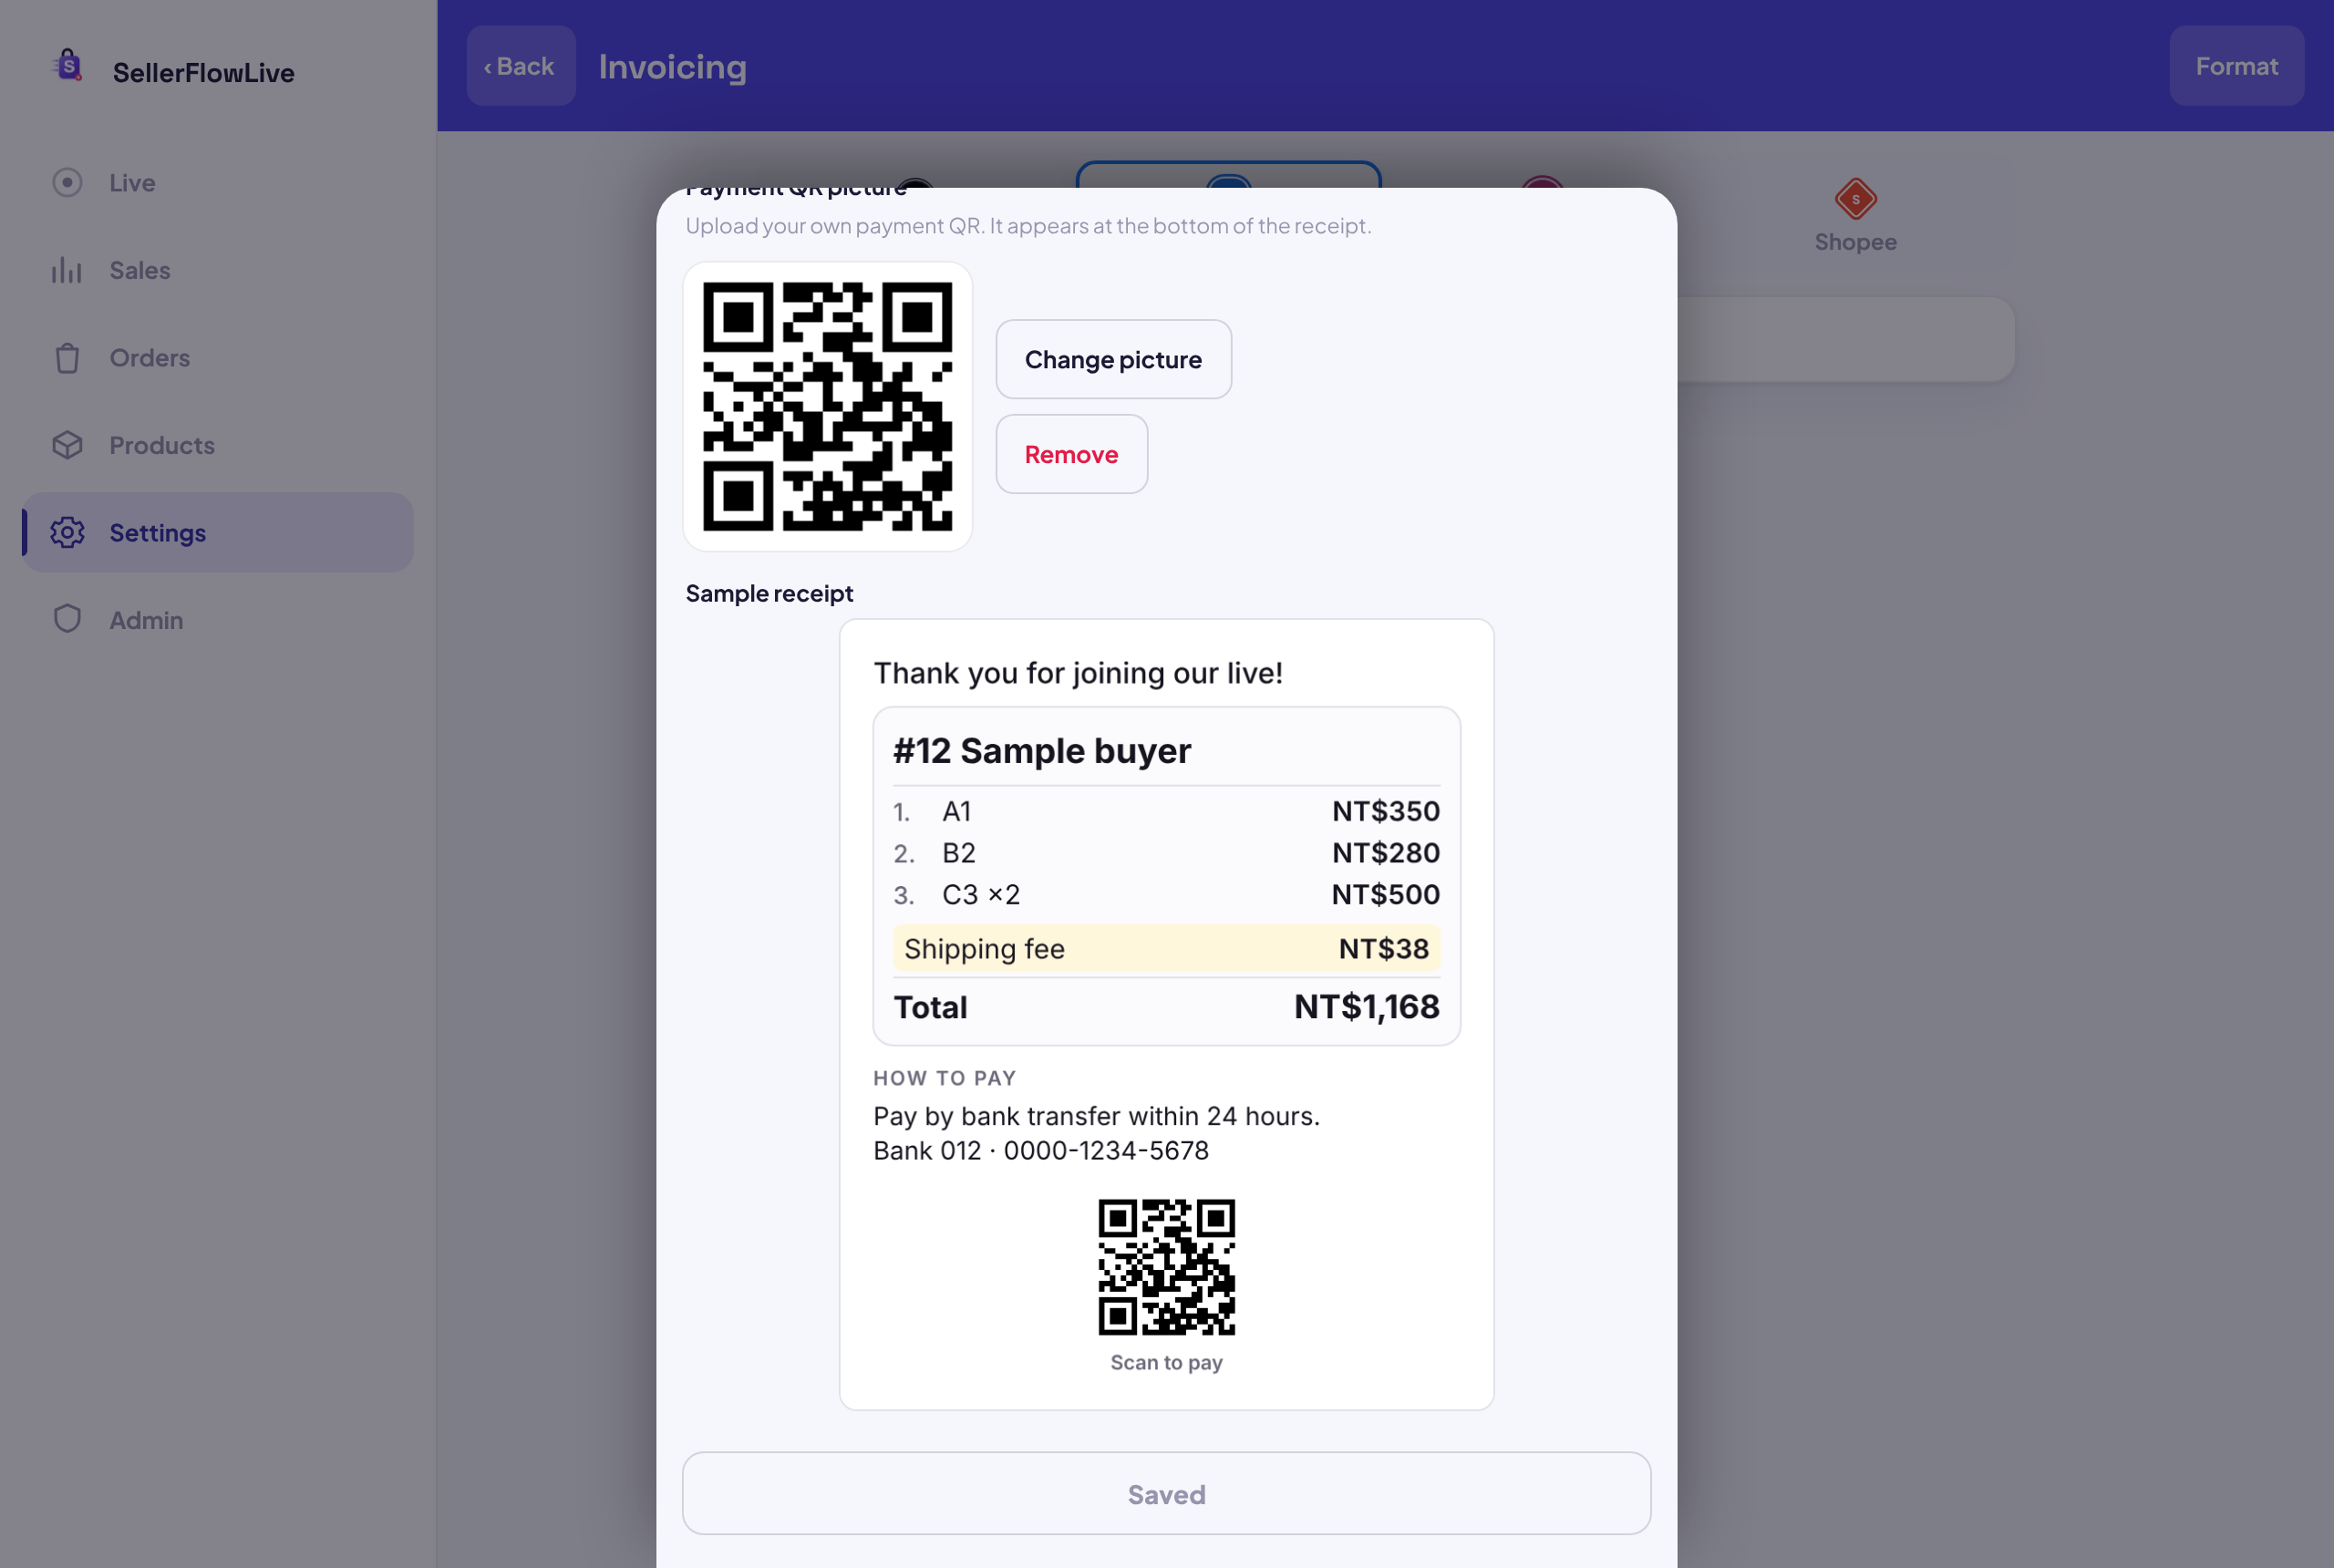 SellerFlowLive
‹ Back
Invoicing
Format
Live
Sales
Orders
Products
Settings
Admin
Shopee
Payment QR picture
Upload your own payment QR. It appears at the bottom of the receipt.
Change picture
Remove
Sample receipt
Thank you for joining our live!
#12 Sample buyer
1. A1 NT$350
2. B2 NT$280
3. C3 ×2 NT$500
Shipping fee NT$38
Total NT$1,168
HOW TO PAY
Pay by bank transfer within 24 hours.
Bank 012 · 0000-1234-5678
Scan to pay
Saved